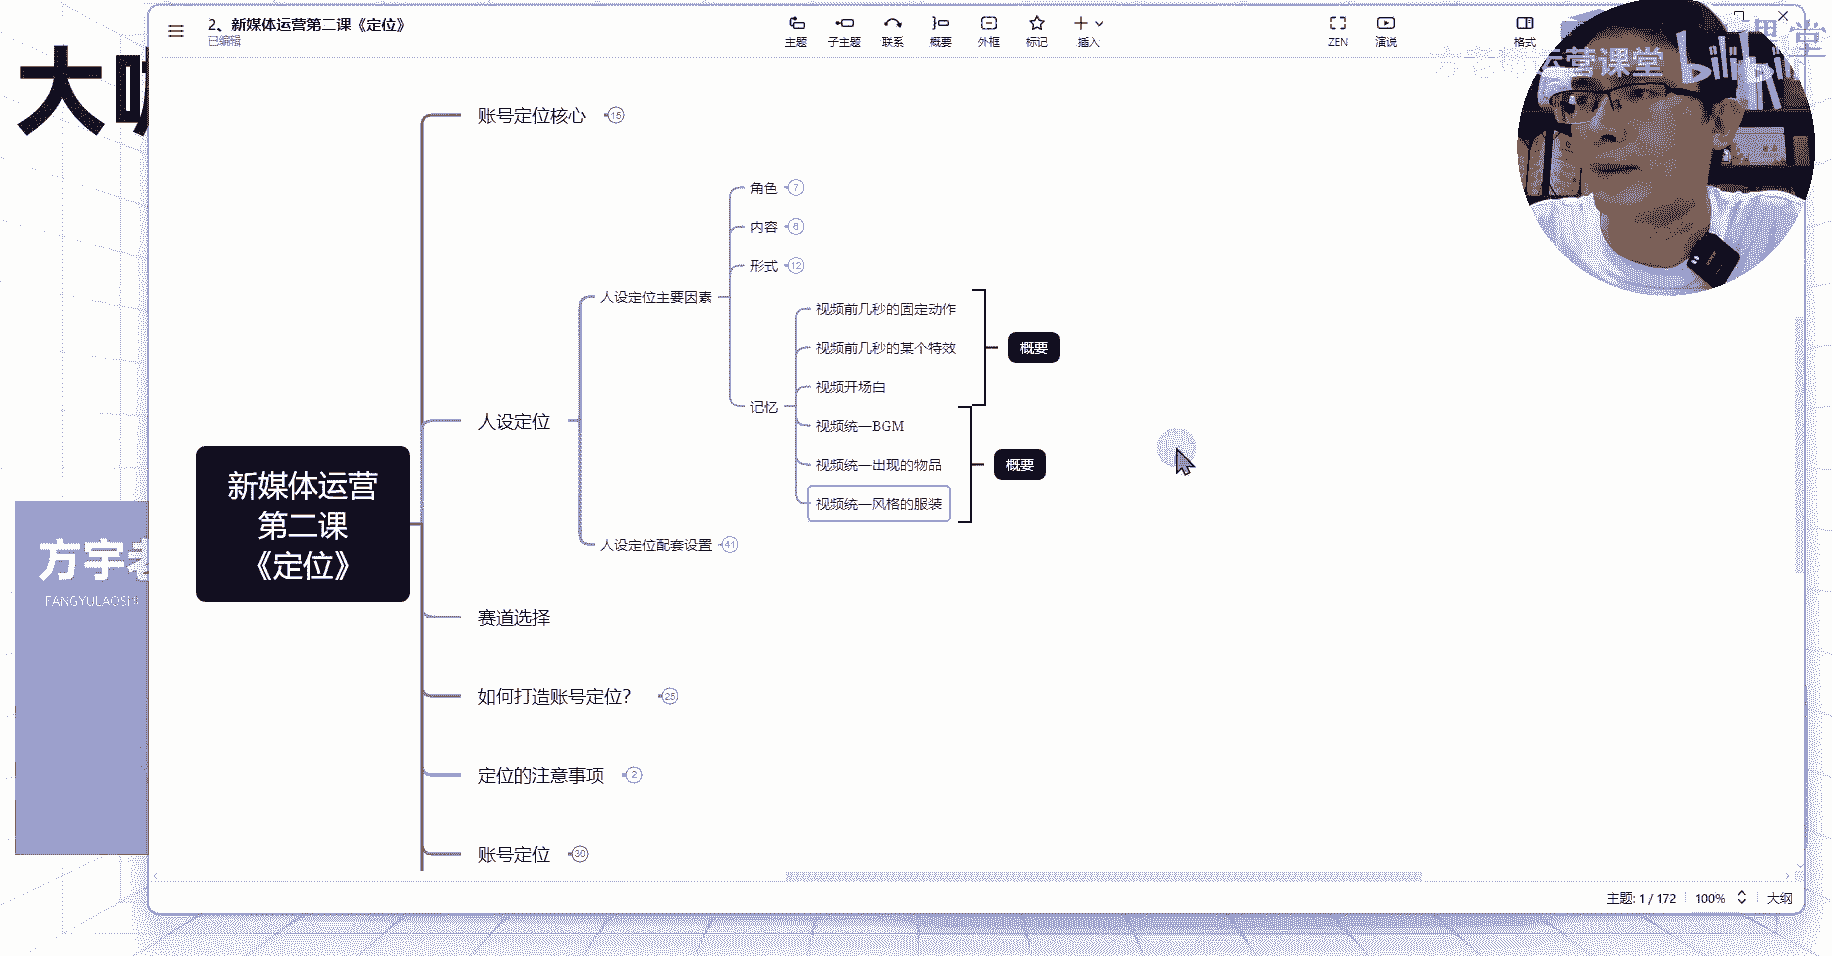 2、新媒体运营第二课《定位》
已编辑
主题
子主题
联系
概要
外框
标记
插入
ZEN
演说
格式
运营课堂
bilibili
课堂
大
账号定位核心 15
角色 7
内容 8
形式 12
人设定位主要因素
视频前几秒的固定动作
视频前几秒的某个特效
概要
视频开场白
记忆
人设定位
视频统一BGM
视频统一出现的物品
概要
视频统一风格的服装
新媒体运营
第二课
《定位》
人设定位配套设置 41
方宇老
FANGYULAOSHI
赛道选择
如何打造账号定位? 25
定位的注意事项 2
账号定位 30
主题: 1 / 172
100%
大纲